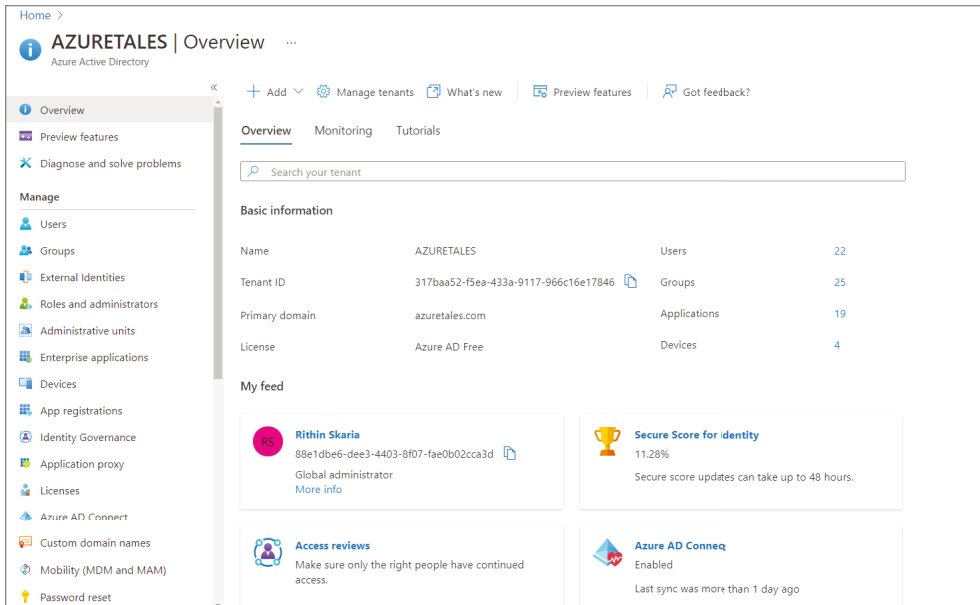 Home >
AZURETALES | Overview ...
Azure Active Directory
«
Overview
Preview features
Diagnose and solve problems
Manage
Users
Groups
External Identities
Roles and administrators
Administrative units
Enterprise applications
Devices
App registrations
Identity Governance
Application proxy
Licenses
Azure AD Connect
Custom domain names
Mobility (MDM and MAM)
Password reset
Add Manage tenants What's new Preview features Got feedback?
Overview Monitoring Tutorials
Search your tenant
Basic information
Name AZURETALES Users 22
Tenant ID 317baa52-f5ea-433a-9117-966c16e17846 Groups 25
Primary domain azuretales.com Applications 19
License Azure AD Free Devices 4
My feed
RS
Rithin Skaria
88e1dbe6-dee3-4403-8f07-fae0b02cca3d
Global administrator
More info
Secure Score for Identity
11.28%
Secure score updates can take up to 48 hours.
Access reviews
Make sure only the right people have continued
access.
Azure AD Connect
Enabled
Last sync was more than 1 day ago